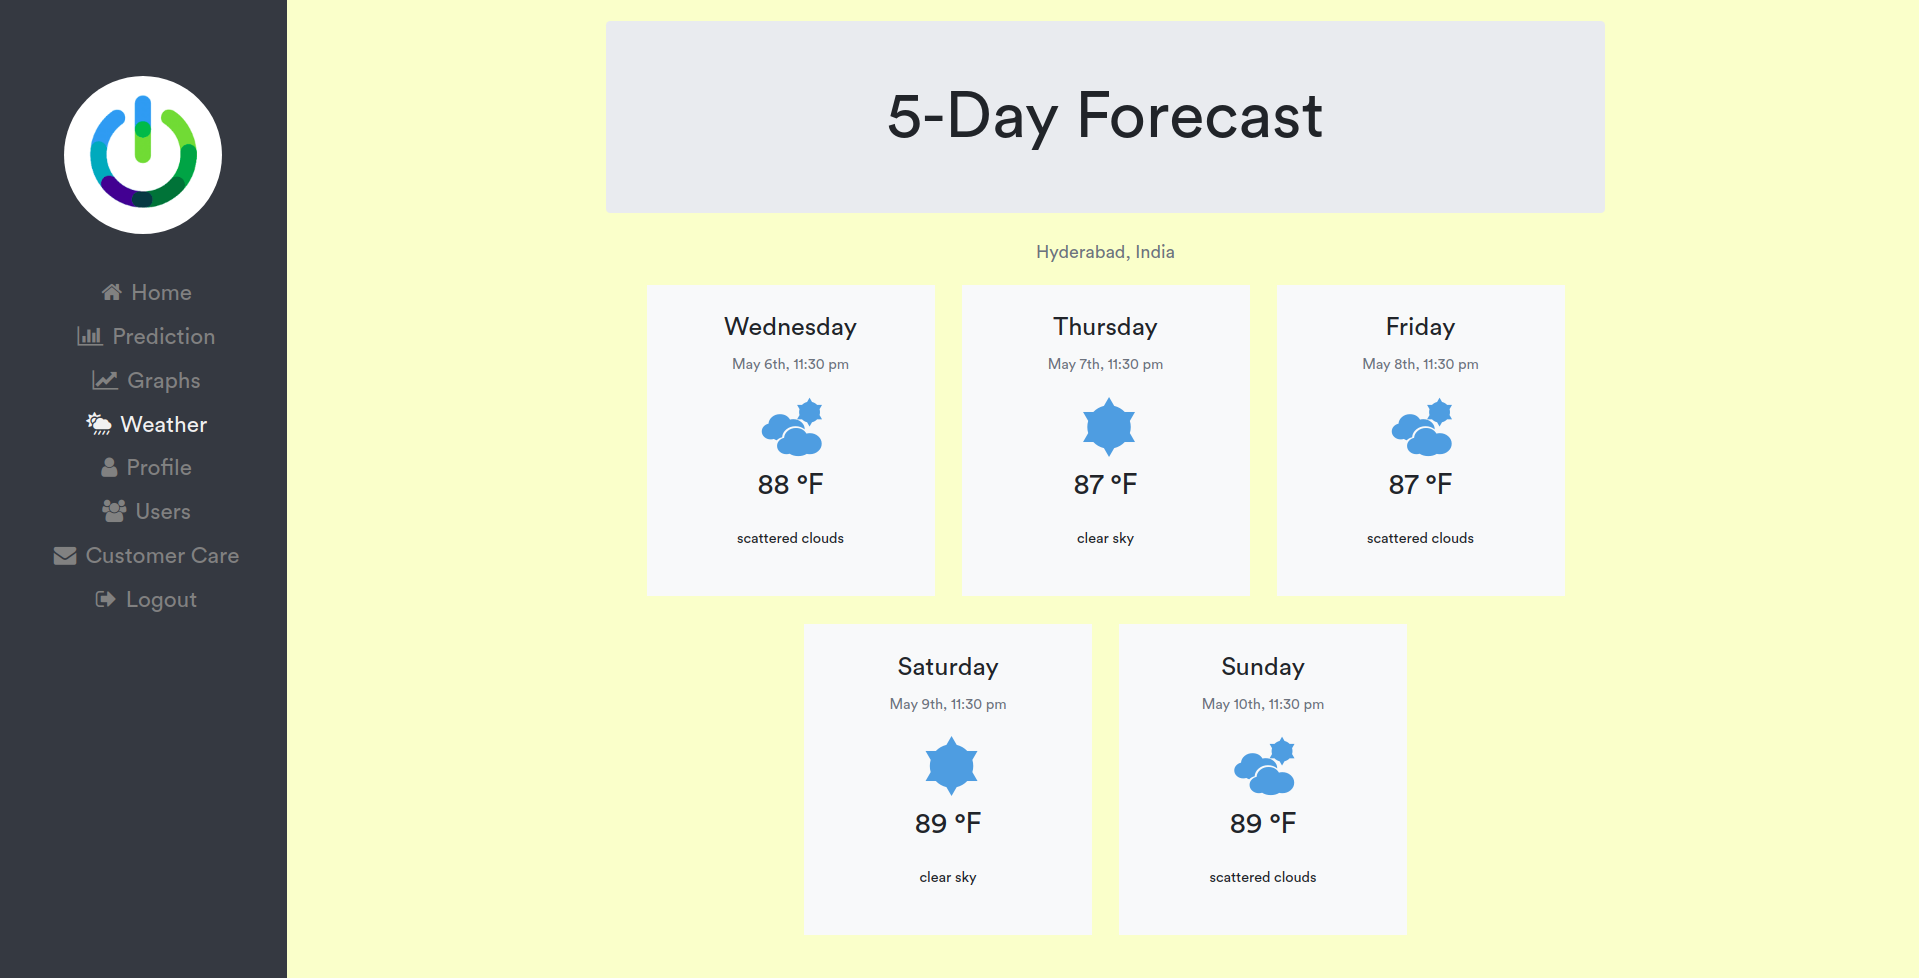 Home
Prediction
Graphs
Weather
Profile
Users
Customer Care
Logout
5-Day Forecast
Hyderabad, India
Wednesday
May 6th, 11:30 pm
88 °F
scattered clouds
Thursday
May 7th, 11:30 pm
87 °F
clear sky
Friday
May 8th, 11:30 pm
87 °F
scattered clouds
Saturday
May 9th, 11:30 pm
89 °F
clear sky
Sunday
May 10th, 11:30 pm
89 °F
scattered clouds